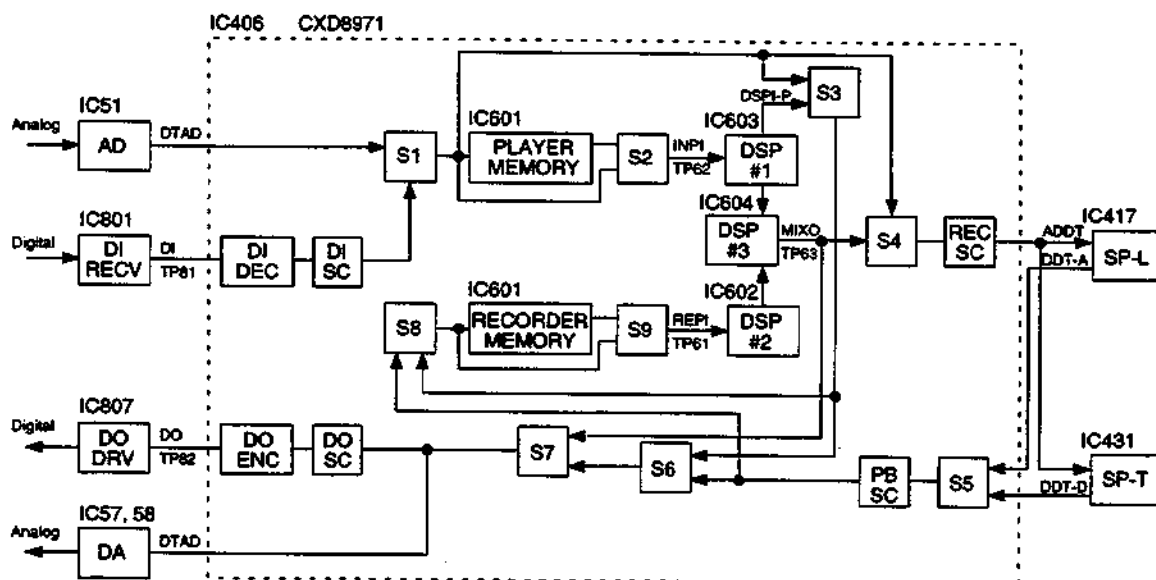 IC406 CXD8971
IC51
Analog
AD
DTAD
S1
IC601
PLAYER
MEMORY
S2
INPI
TP62
IC603
DSP
#1
DSPI-P
S3
IC801
Digital
DI
RECV
DI
TP81
DI
DEC
DI
SC
IC604
DSP
#3
MIXO
TP63
S4
REC
SC
ADDT
DDT-A
IC417
SP-L
S8
IC601
RECORDER
MEMORY
S9
REPI
TP61
IC602
DSP
#2
IC807
Digital
DO
DRV
DO
TP82
DO
ENC
DO
SC
S7
S6
PB
SC
S5
DDT-D
IC431
SP-T
IC57, 58
Analog
DA
DTAD